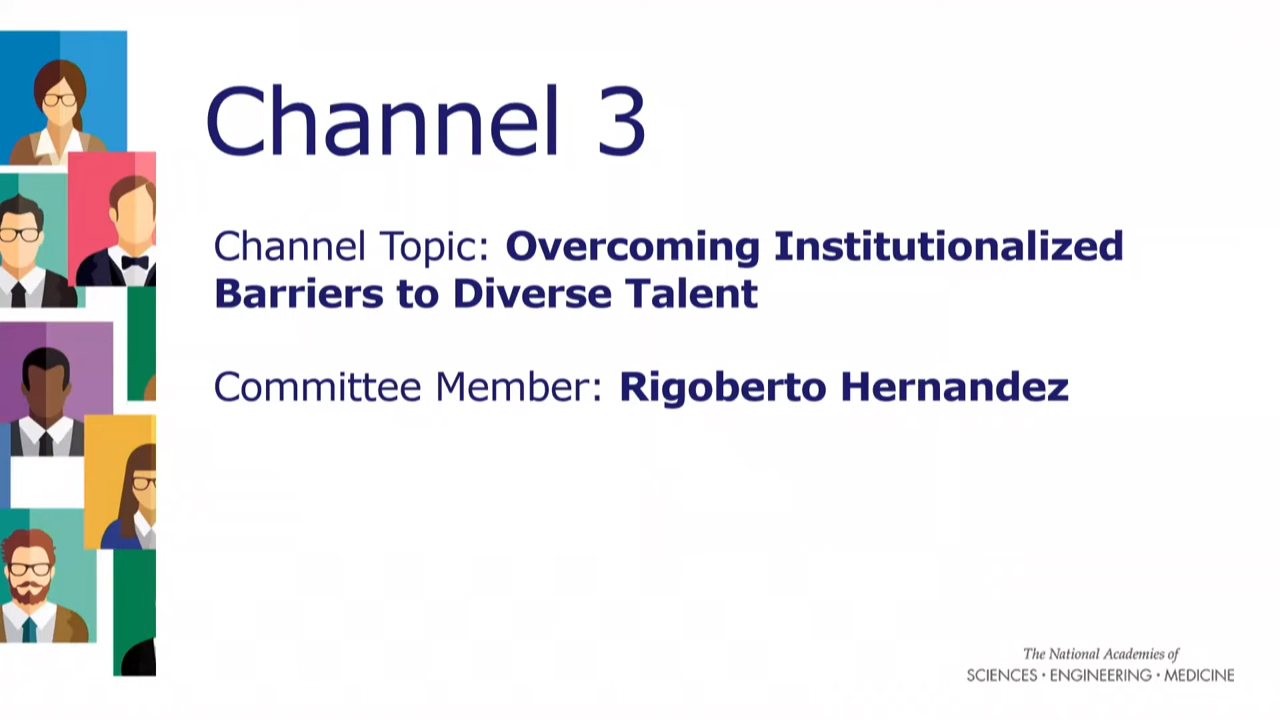 Channel 3
Channel Topic: Overcoming Institutionalized
Barriers to Diverse Talent
Committee Member: Rigoberto Hernandez
The National Academies of
SCIENCES · ENGINEERING · MEDICINE